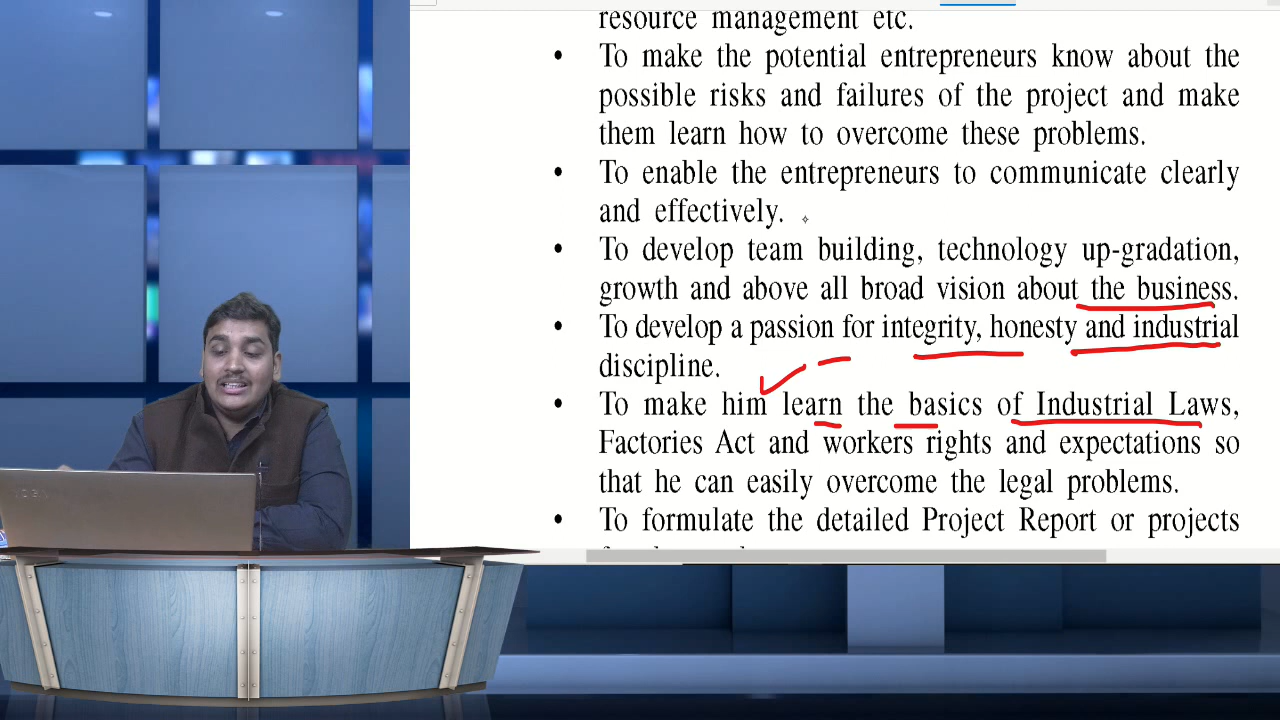 resource management etc.
• To make the potential entrepreneurs know about the
possible risks and failures of the project and make
them learn how to overcome these problems.
• To enable the entrepreneurs to communicate clearly
and effectively.
• To develop team building, technology up-gradation,
growth and above all broad vision about the business.
• To develop a passion for integrity, honesty and industrial
discipline.
• To make him learn the basics of Industrial Laws,
Factories Act and workers rights and expectations so
that he can easily overcome the legal problems.
• To formulate the detailed Project Report or projects